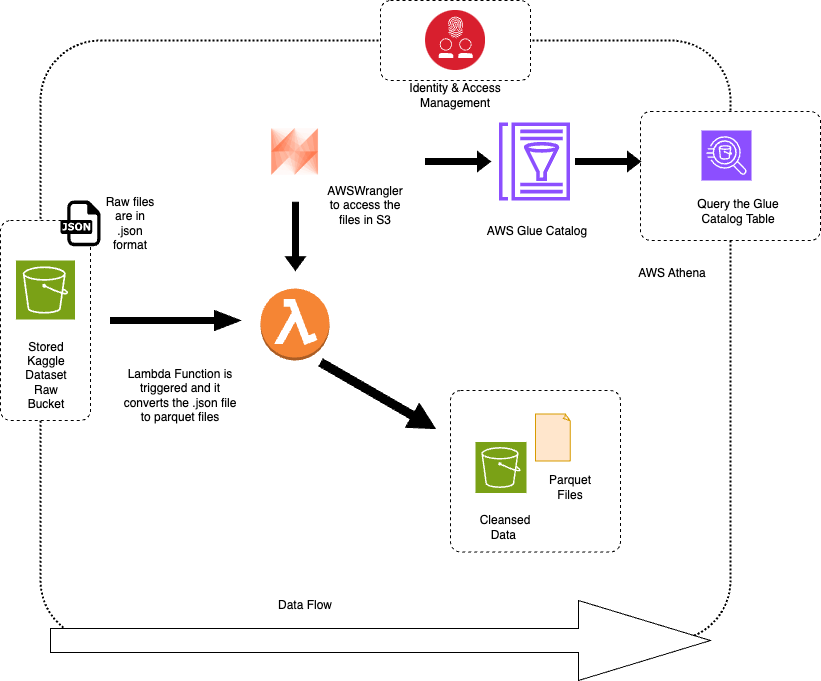 Identity & Access
Management
AWSWrangler
to access the
files in S3
AWS Glue Catalog
Query the Glue
Catalog Table
AWS Athena
JSON
Raw files
are in
.json
format
Stored
Kaggle
Dataset
Raw
Bucket
Lambda Function is
triggered and it
converts the .json file
to parquet files
Parquet
Files
Cleansed
Data
Data Flow